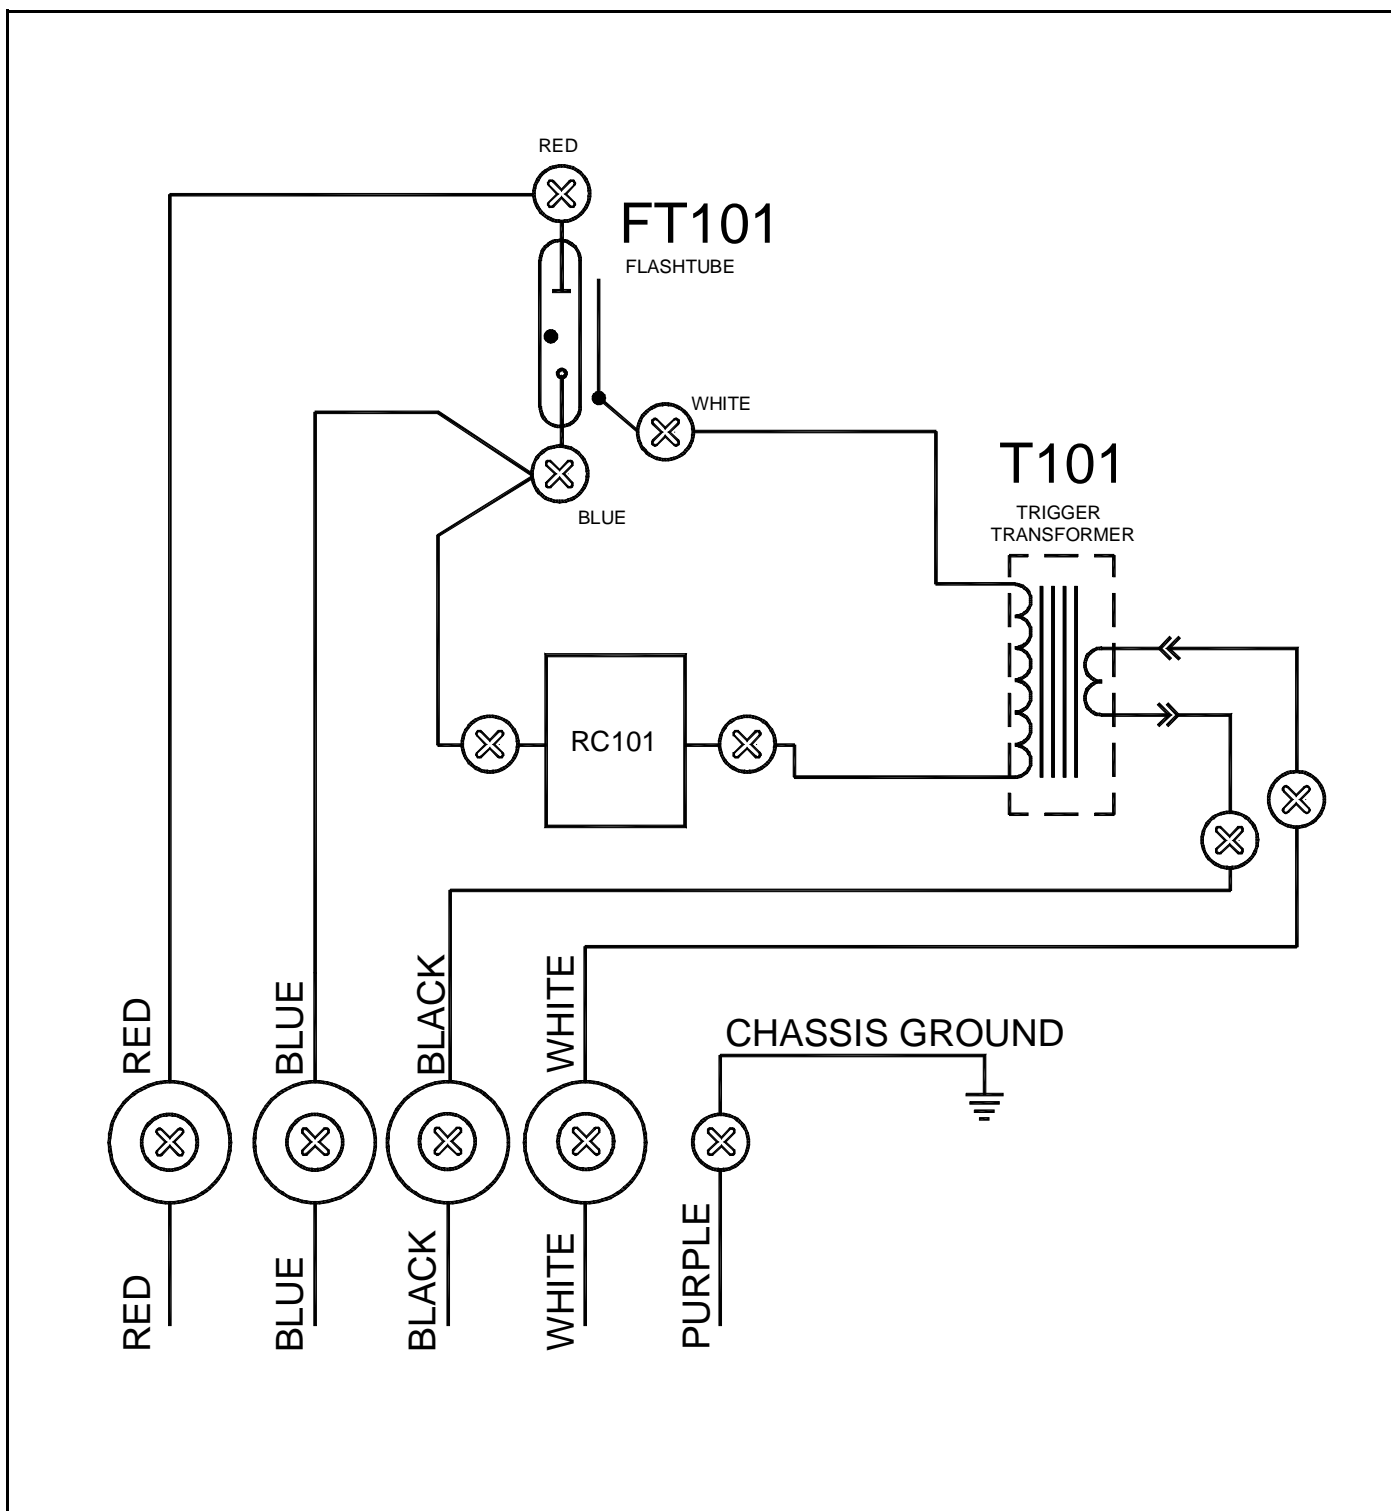 RED
FT101
FLASHTUBE
WHITE
T101
BLUE
TRIGGER
TRANSFORMER
RC101
RED
BLUE
BLACK
WHITE
CHASSIS GROUND
RED
BLUE
BLACK
WHITE
PURPLE